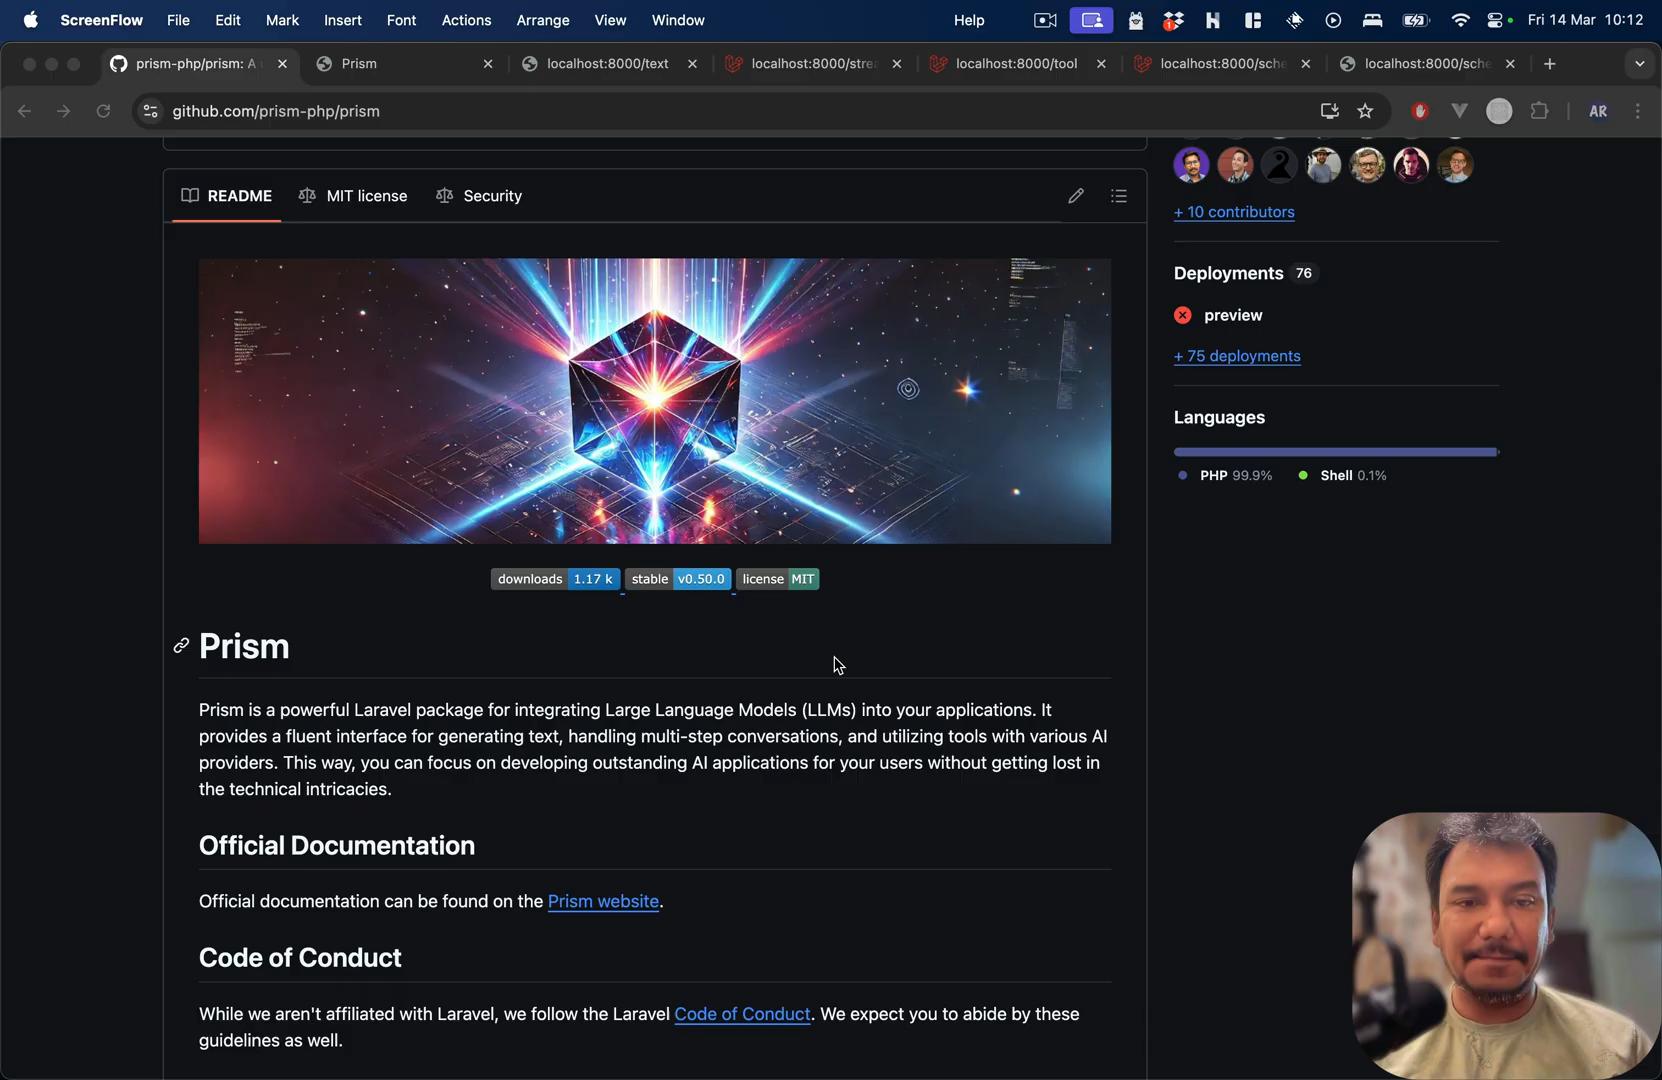 ScreenFlow File Edit Mark Insert Font Actions Arrange View Window Help 1 Fri 14 Mar 10:12
prism-php/prism: A Prism localhost:8000/text localhost:8000/strea localhost:8000/tool localhost:8000/sche localhost:8000/sche
github.com/prism-php/prism AR
README MIT license Security
+ 10 contributors
Deployments 76
preview
+ 75 deployments
Languages
PHP 99.9% Shell 0.1%
downloads 1.17 k stable v0.50.0 license MIT
Prism
Prism is a powerful Laravel package for integrating Large Language Models (LLMs) into your applications. It
provides a fluent interface for generating text, handling multi-step conversations, and utilizing tools with various AI
providers. This way, you can focus on developing outstanding AI applications for your users without getting lost in
the technical intricacies.
Official Documentation
Official documentation can be found on the Prism website.
Code of Conduct
While we aren't affiliated with Laravel, we follow the Laravel Code of Conduct. We expect you to abide by these
guidelines as well.